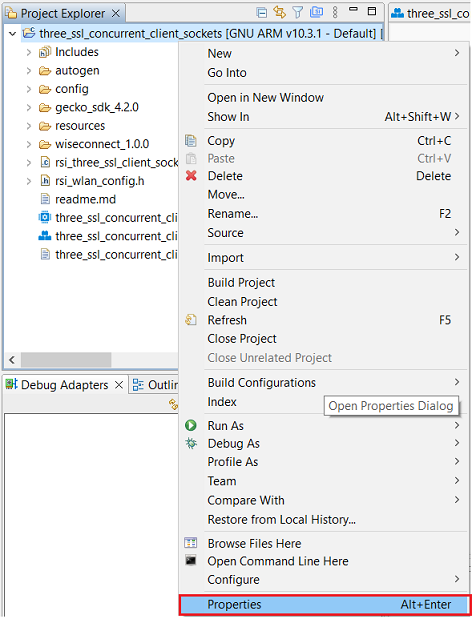 Project Explorer
three_ssl_con
three_ssl_concurrent_client_sockets [GNU ARM v10.3.1 - Default] [
Includes
autogen
config
gecko_sdk_4.2.0
resources
wiseconnect_1.0.0
rsi_three_ssl_client_sock
rsi_wlan_config.h
readme.md
three_ssl_concurrent_cli
three_ssl_concurrent_cli
three_ssl_concurrent_cli
New
Go Into
Open in New Window
Show In Alt+Shift+W
Copy Ctrl+C
Paste Ctrl+V
Delete Delete
Move...
Rename... F2
Source
Import
Build Project
Clean Project
Refresh F5
Close Project
Close Unrelated Project
Build Configurations
Index
Open Properties Dialog
Run As
Debug As
Profile As
Team
Compare With
Restore from Local History...
Browse Files Here
Open Command Line Here
Configure
Properties Alt+Enter
Debug Adapters
Outlin